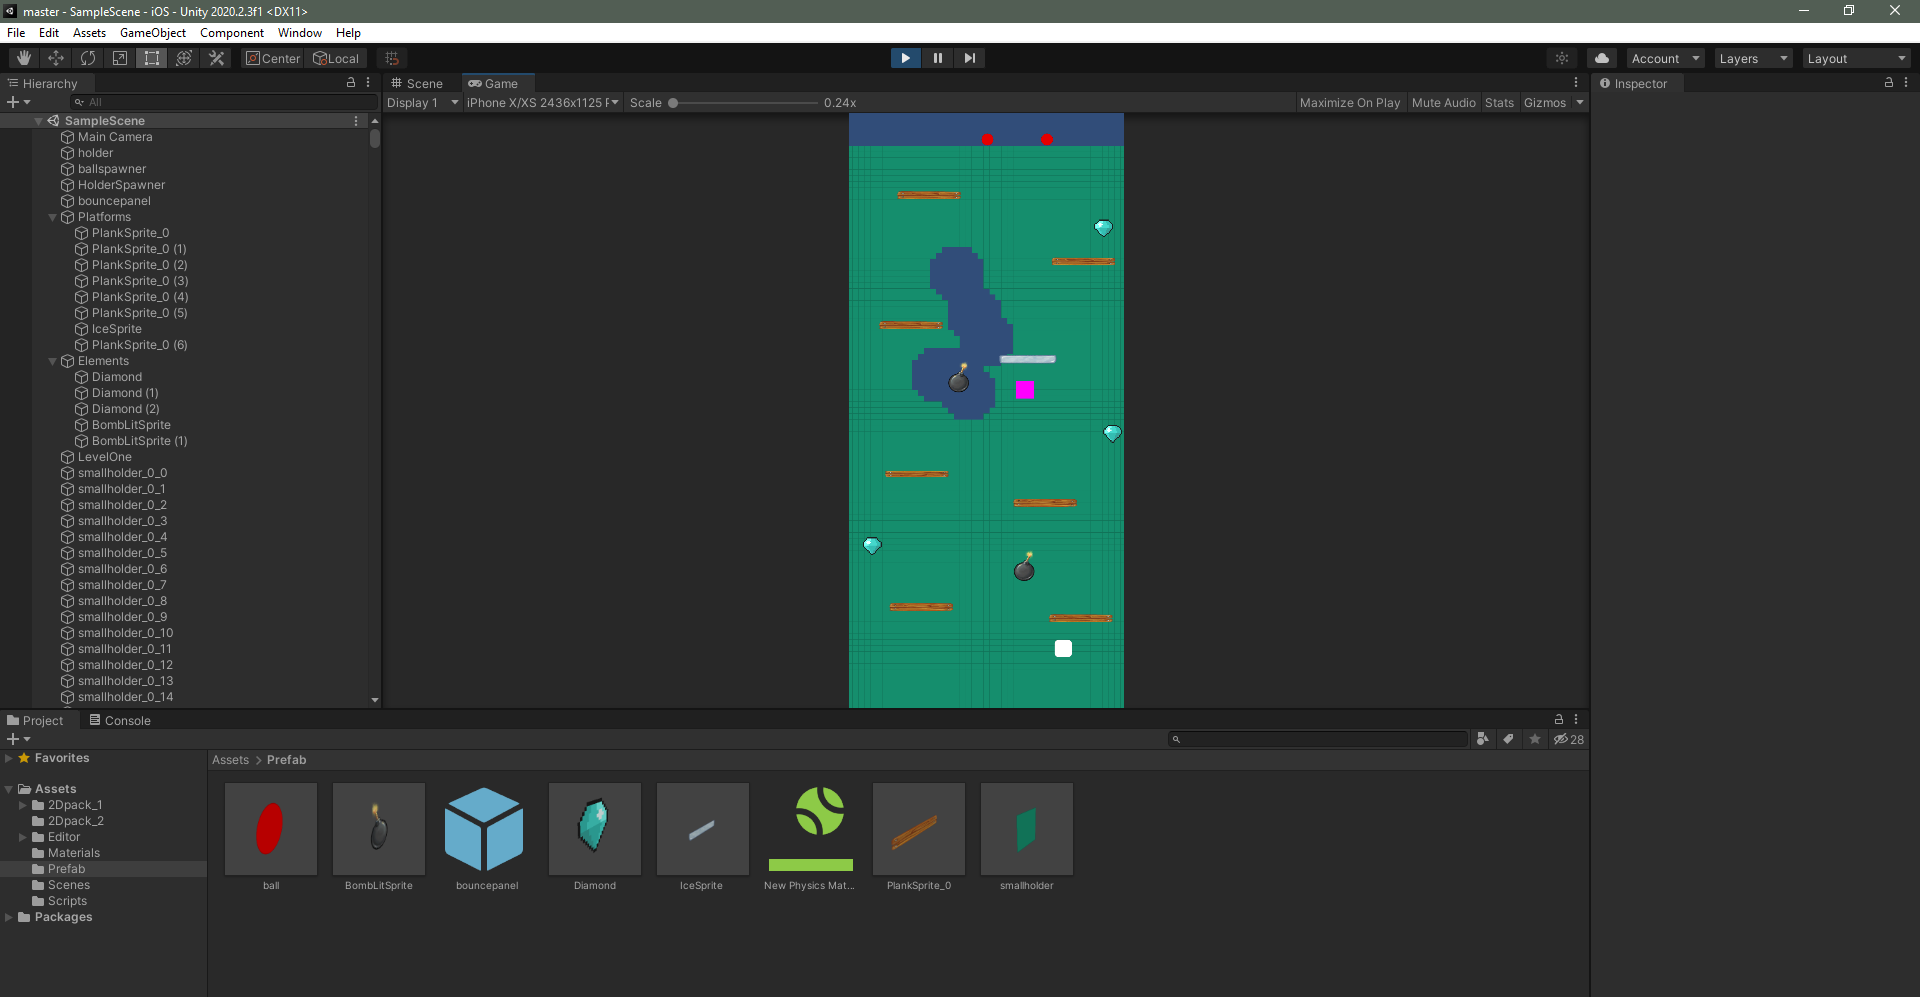 master - SampleScene - iOS - Unity 2020.2.3f1 <DX11>
File Edit Assets GameObject Component Window Help
Center Local Account Layers Layout
Hierarchy
All
SampleScene
Main Camera
holder
ballspawner
HolderSpawner
bouncepanel
Platforms
PlankSprite_0
PlankSprite_0 (1)
PlankSprite_0 (2)
PlankSprite_0 (3)
PlankSprite_0 (4)
PlankSprite_0 (5)
IceSprite
PlankSprite_0 (6)
Elements
Diamond
Diamond (1)
Diamond (2)
BombLitSprite
BombLitSprite (1)
LevelOne
smallholder_0_0
smallholder_0_1
smallholder_0_2
smallholder_0_3
smallholder_0_4
smallholder_0_5
smallholder_0_6
smallholder_0_7
smallholder_0_8
smallholder_0_9
smallholder_0_10
smallholder_0_11
smallholder_0_12
smallholder_0_13
smallholder_0_14
Scene Game
Display 1 iPhone X/XS 2436x1125 F Scale 0.24x Maximize On Play Mute Audio Stats Gizmos
Inspector
Project Console
28
Favorites
Assets
2Dpack_1
2Dpack_2
Editor
Materials
Prefab
Scenes
Scripts
Packages
Assets > Prefab
ball BombLitSprite bouncepanel Diamond IceSprite New Physics Mat... PlankSprite_0 smallholder